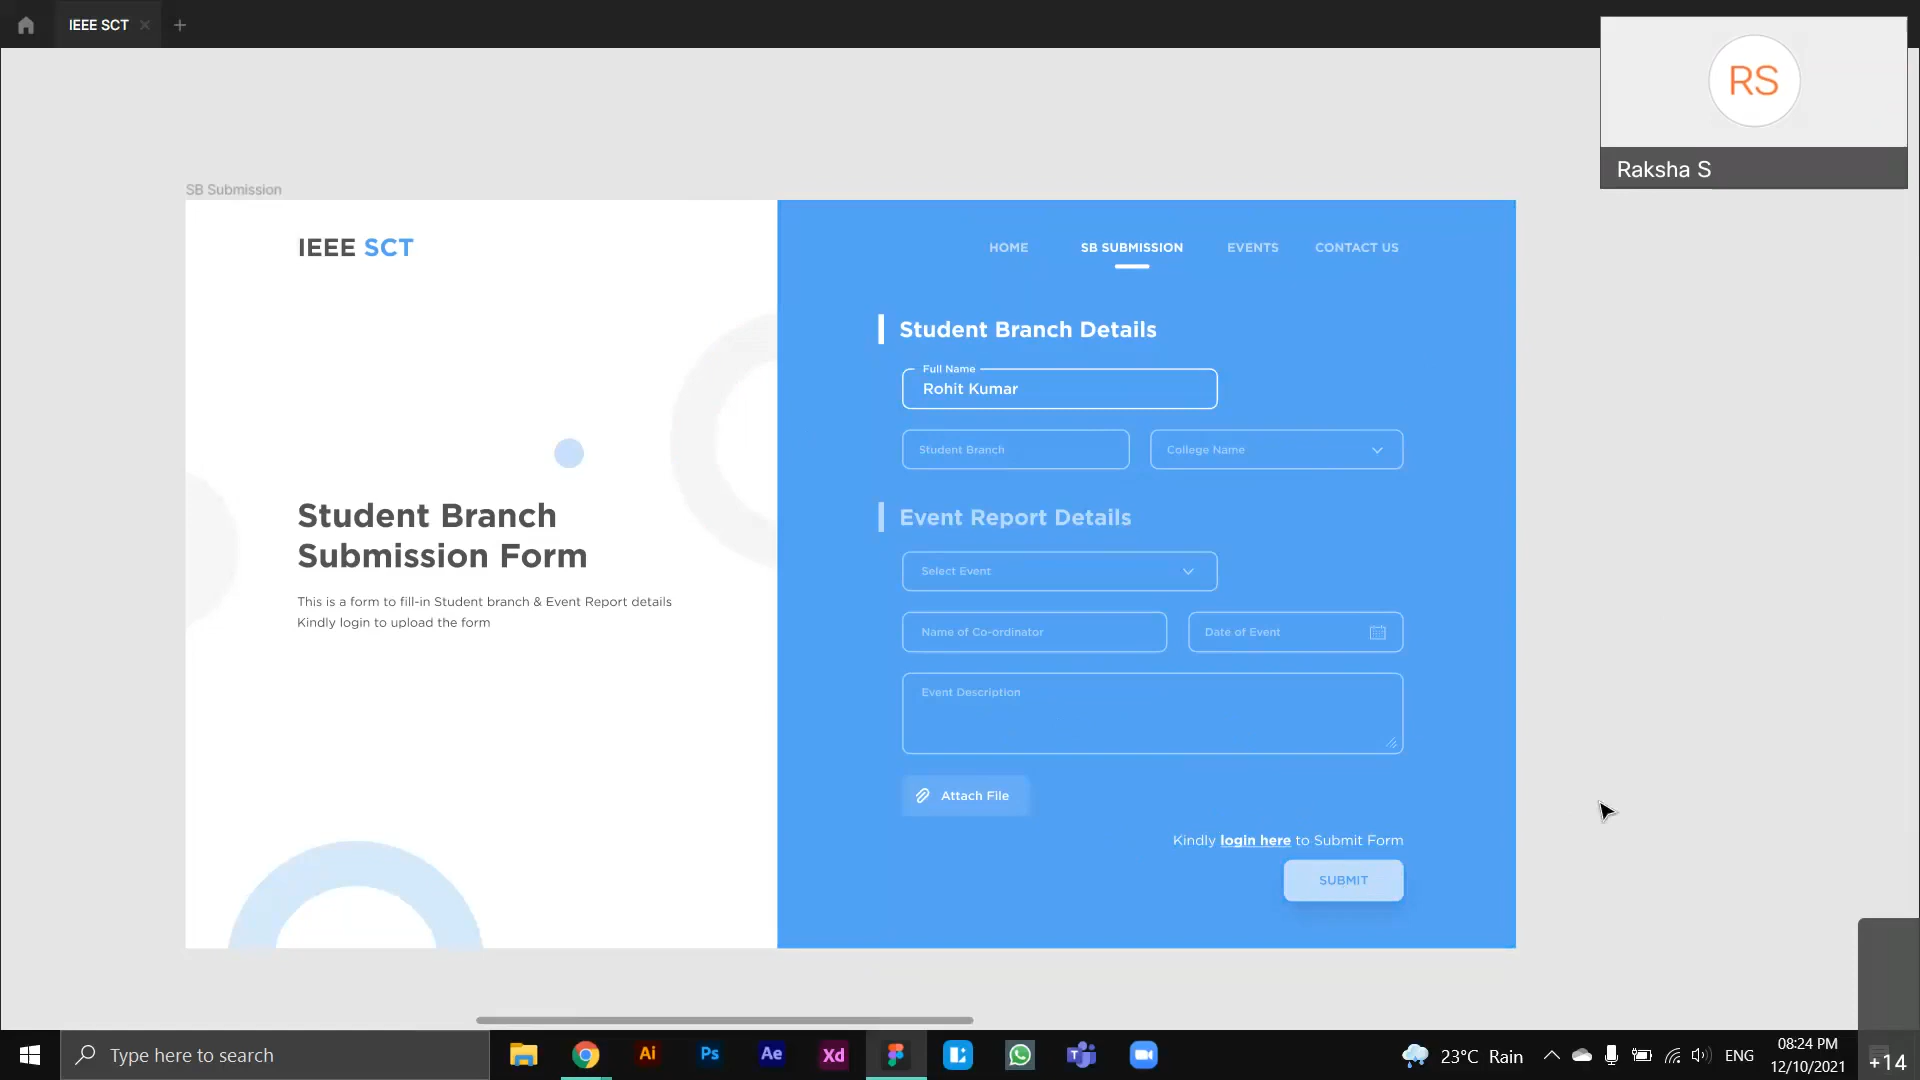 IEEE SCT
RS
Raksha S
SB Submission
IEEE SCT
HOME
SB SUBMISSION
EVENTS
CONTACT US
Student Branch Details
Full Name
Rohit Kumar
Student Branch
College Name
Student Branch
Submission Form
This is a form to fill-in Student branch & Event Report details
Kindly login to upload the form
Event Report Details
Select Event
Name of Co-ordinator
Date of Event
Event Description
Attach File
Kindly login here to Submit Form
SUBMIT
Type here to search
Ai
Ps
Ae
Xd
23°C Rain
ENG
08:24 PM
12/10/2021
+14